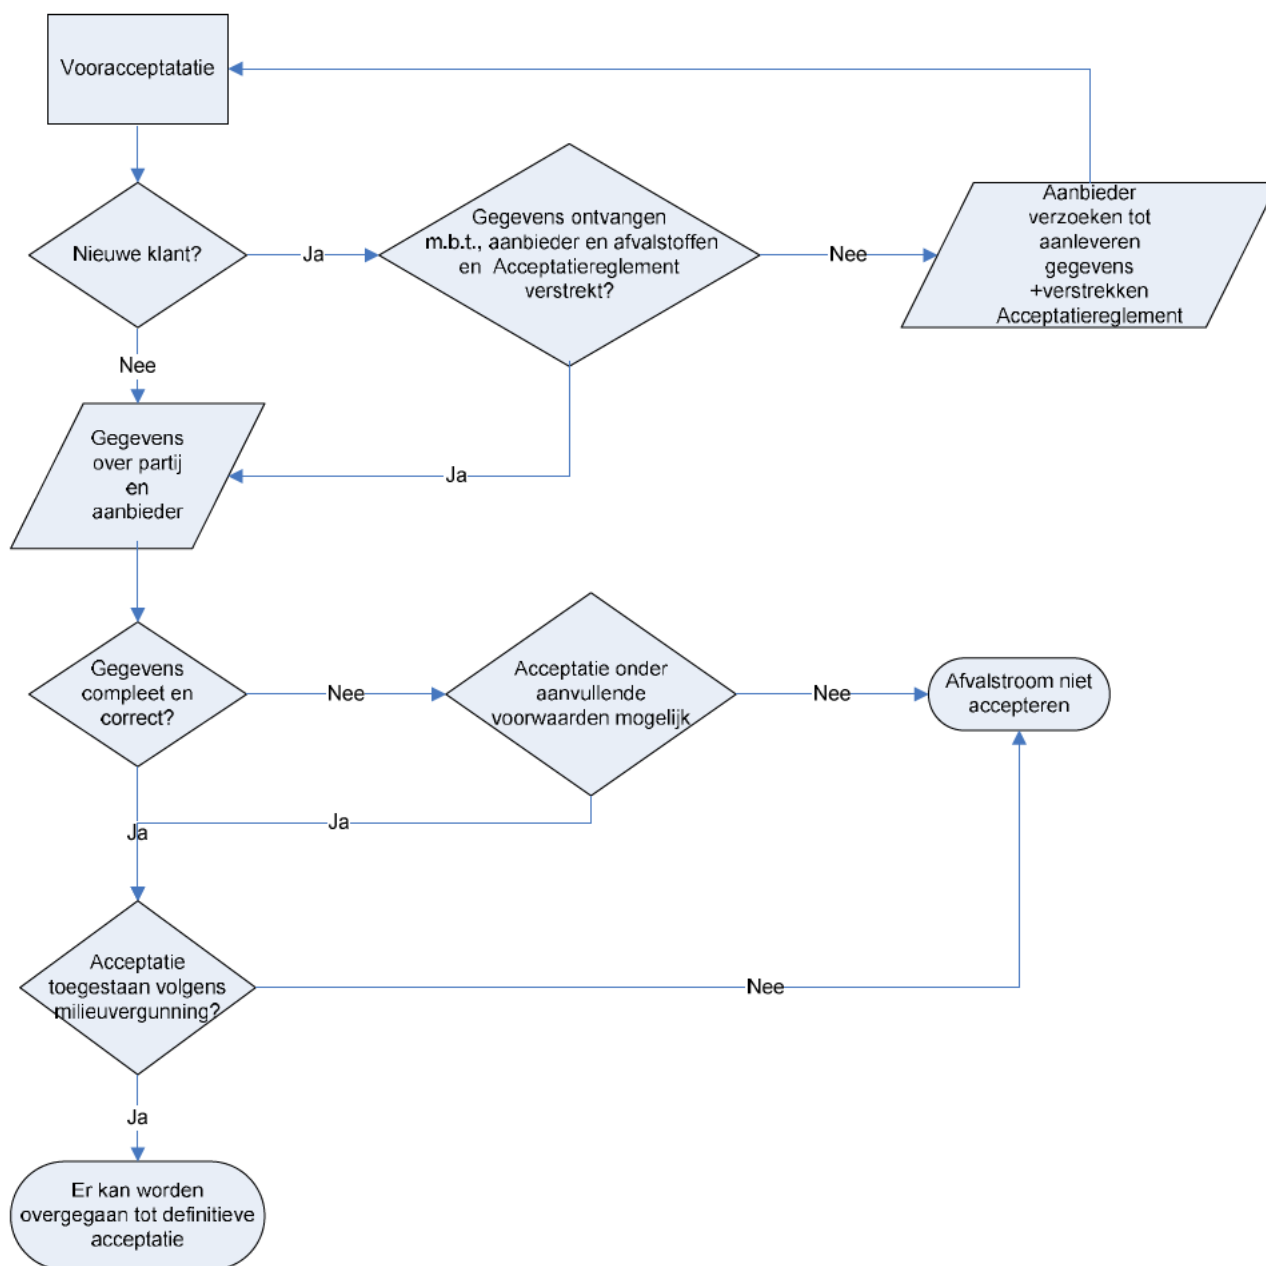 Vooracceptatatie
Nieuwe klant?
Ja
Gegevens ontvangen
m.b.t., aanbieder en afvalstoffen
en Acceptatiereglement
verstrekt?
Nee
Aanbieder
verzoeken tot
aanleveren
gegevens
+verstrekken
Acceptatiereglement
Nee
Gegevens
over partij
en
aanbieder
Ja
Gegevens
compleet en
correct?
Nee
Acceptatie onder
aanvullende
voorwaarden mogelijk
Nee
Afvalstroom niet
accepteren
Ja
Ja
Acceptatie
toegestaan volgens
milieuvergunning?
Nee
Ja
Er kan worden
overgegaan tot definitieve
acceptatie